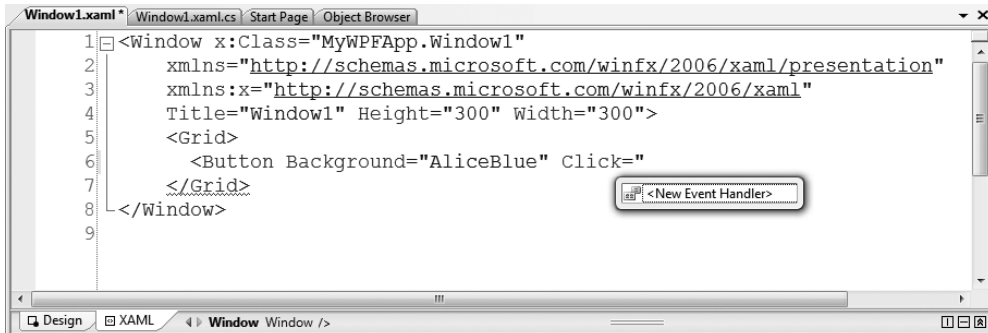 Window1.xaml* Window1.xaml.cs Start Page Object Browser
1 <Window x:Class="MyWPFApp.Window1"
2 xmlns="http://schemas.microsoft.com/winfx/2006/xaml/presentation"
3 xmlns:x="http://schemas.microsoft.com/winfx/2006/xaml"
4 Title="Window1" Height="300" Width="300">
5 <Grid>
6 <Button Background="AliceBlue" Click="
7 </Grid>
<New Event Handler>
8 </Window>
9
Design XAML Window Window />